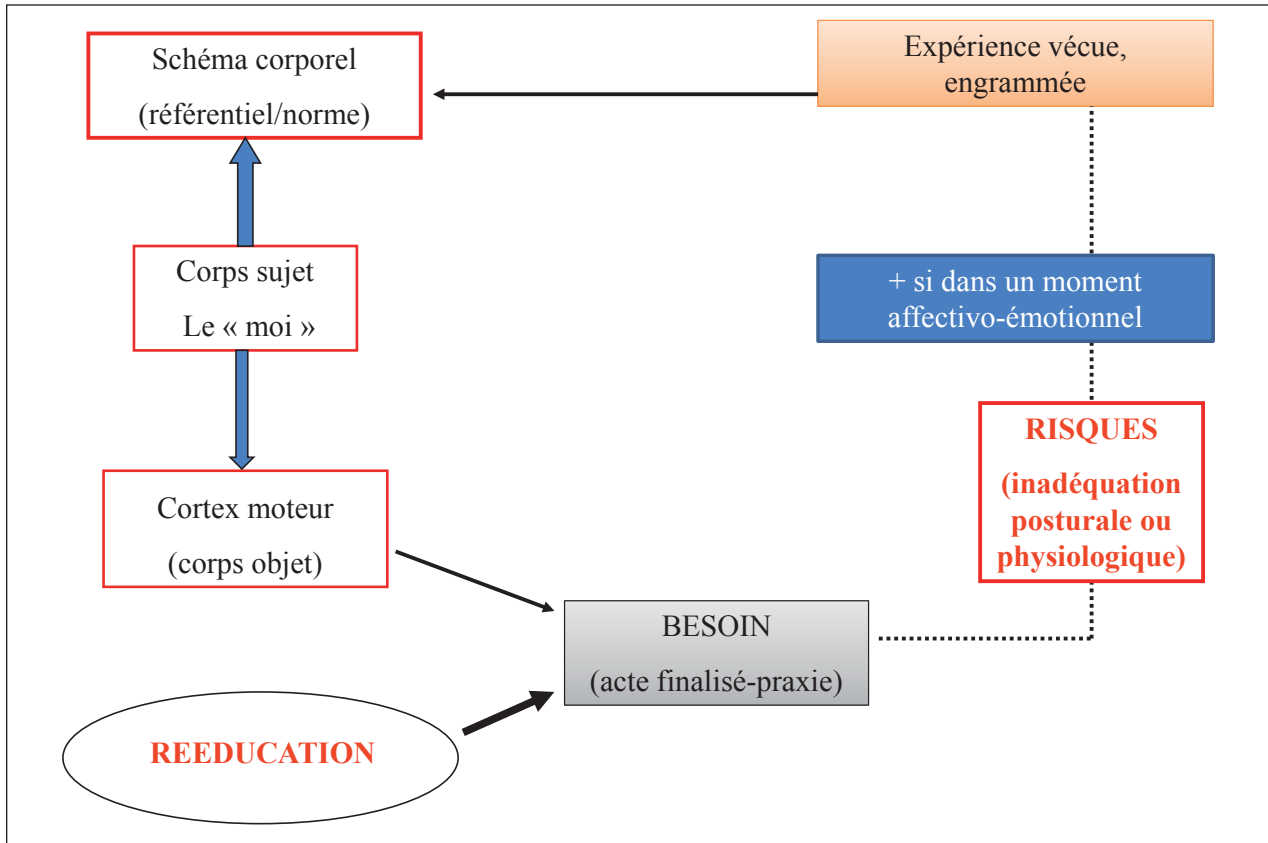 Schéma corporel
(référentiel/norme)
Expérience vécue,
engrammée
Corps sujet
Le « moi »
+ si dans un moment
affectivo-émotionnel
RISQUES
(inadéquation
posturale ou
physiologique)
Cortex moteur
(corps objet)
BESOIN
(acte finalisé-praxie)
REEDUCATION